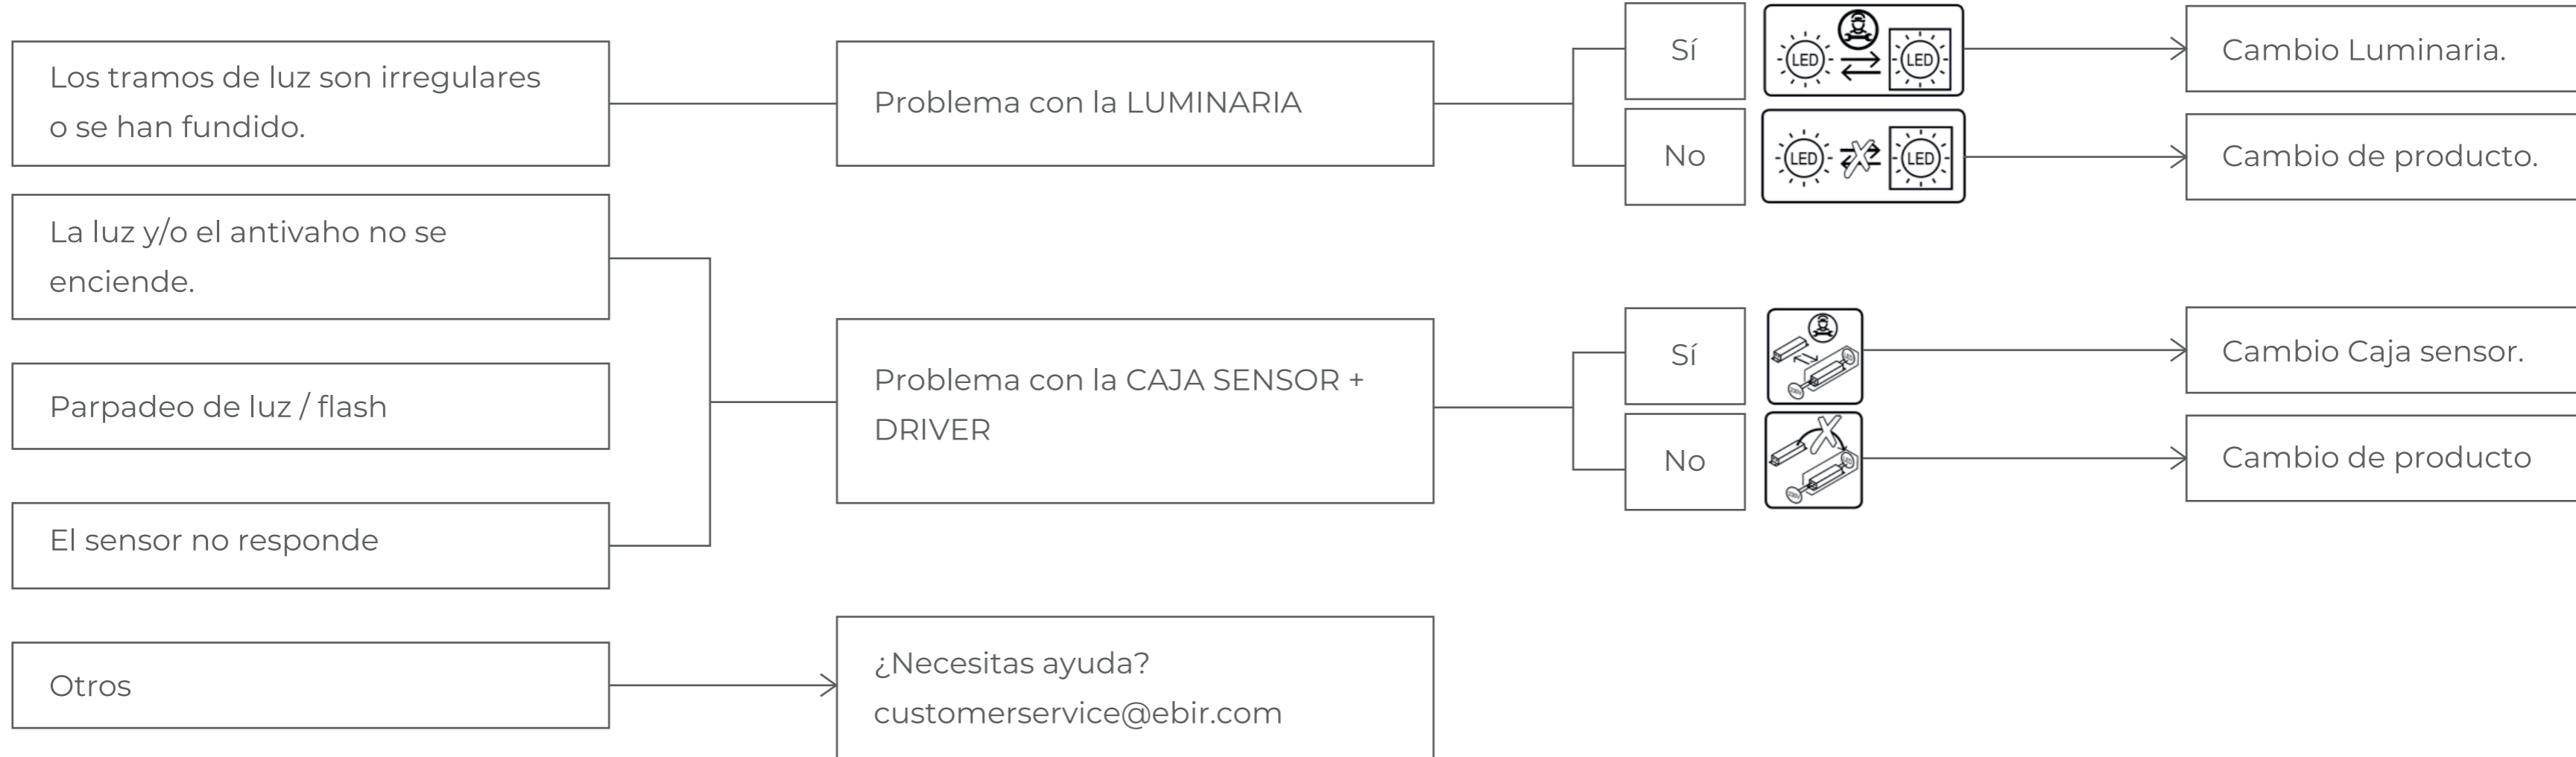 Los tramos de luz son irregulares
o se han fundido.
Problema con la LUMINARIA
Sí
LED
LED
Cambio Luminaria.
No
LED
LED
Cambio de producto.
La luz y/o el antivaho no se
enciende.
Parpadeo de luz / flash
El sensor no responde
Problema con la CAJA SENSOR +
DRIVER
Sí
Cambio Caja sensor.
No
Cambio de producto
Otros
¿Necesitas ayuda?
customerservice@ebir.com